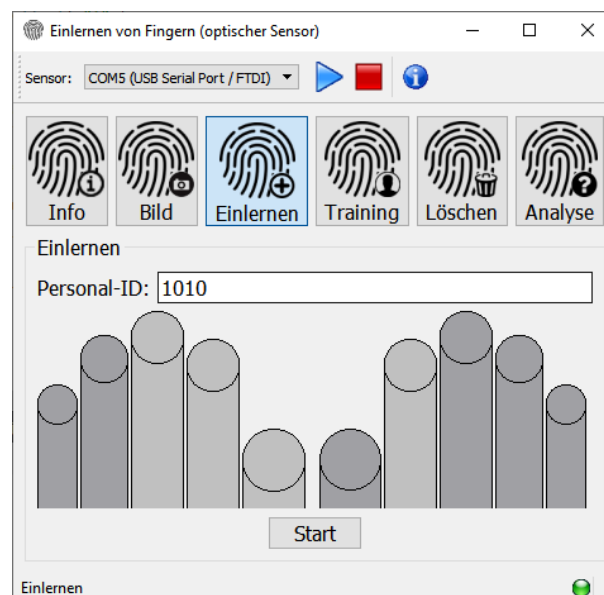 Einlernen von Fingern (optischer Sensor)
Sensor: COM5 (USB Serial Port / FTDI)
Info Bild Einlernen Training Löschen Analyse
Einlernen
Personal-ID: 1010
Start
Einlernen